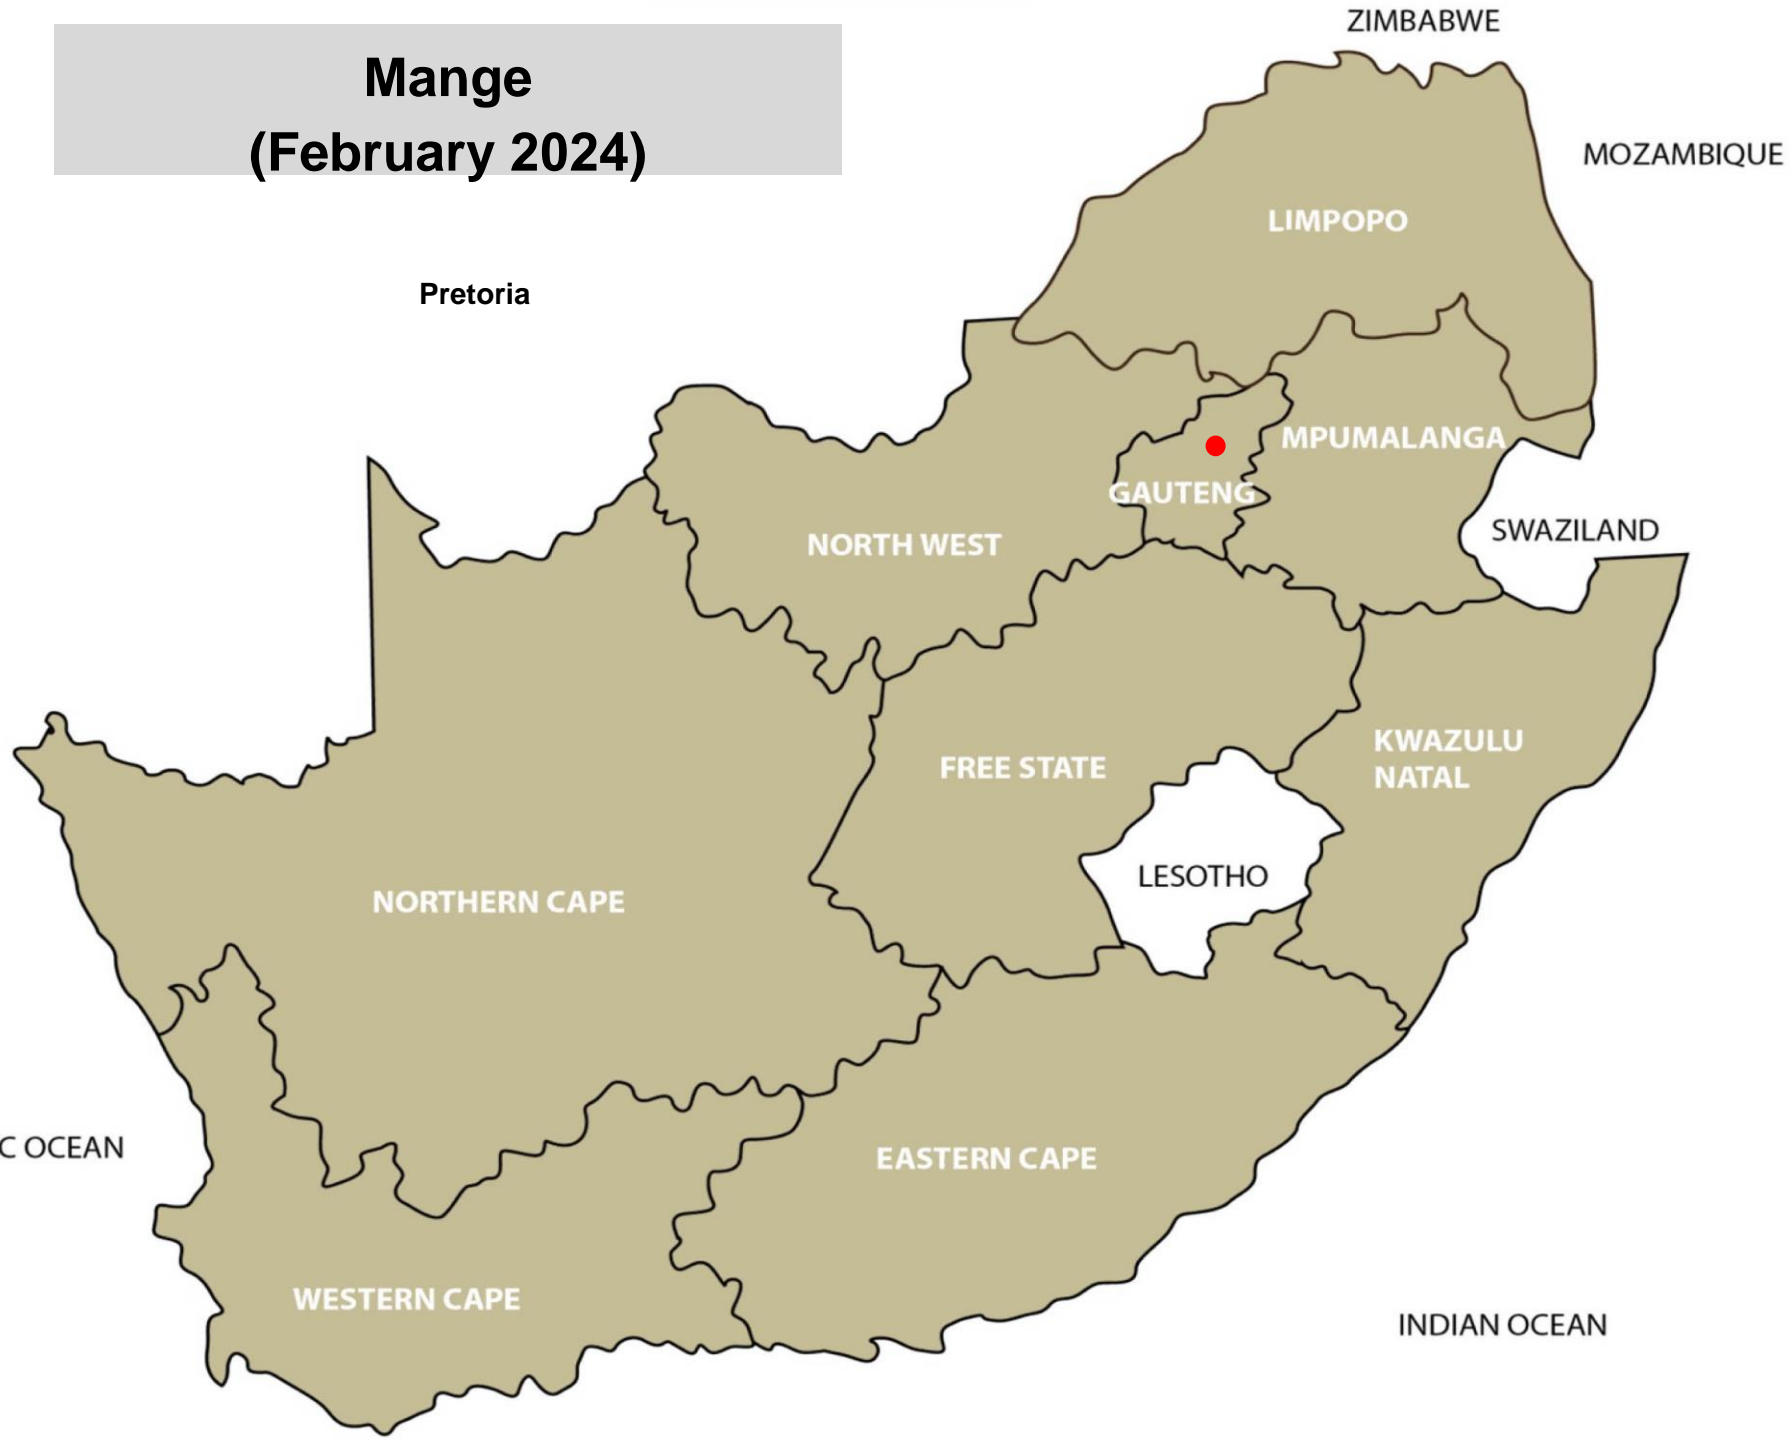 ZIMBABWE
Mange
(February 2024)
MOZAMBIQUE
LIMPOPO
Pretoria
MPUMALANGA
GAUTENG
SWAZILAND
NORTH WEST
KWAZULU
NATAL
FREE STATE
LESOTHO
NORTHERN CAPE
C OCEAN
EASTERN CAPE
WESTERN CAPE
INDIAN OCEAN